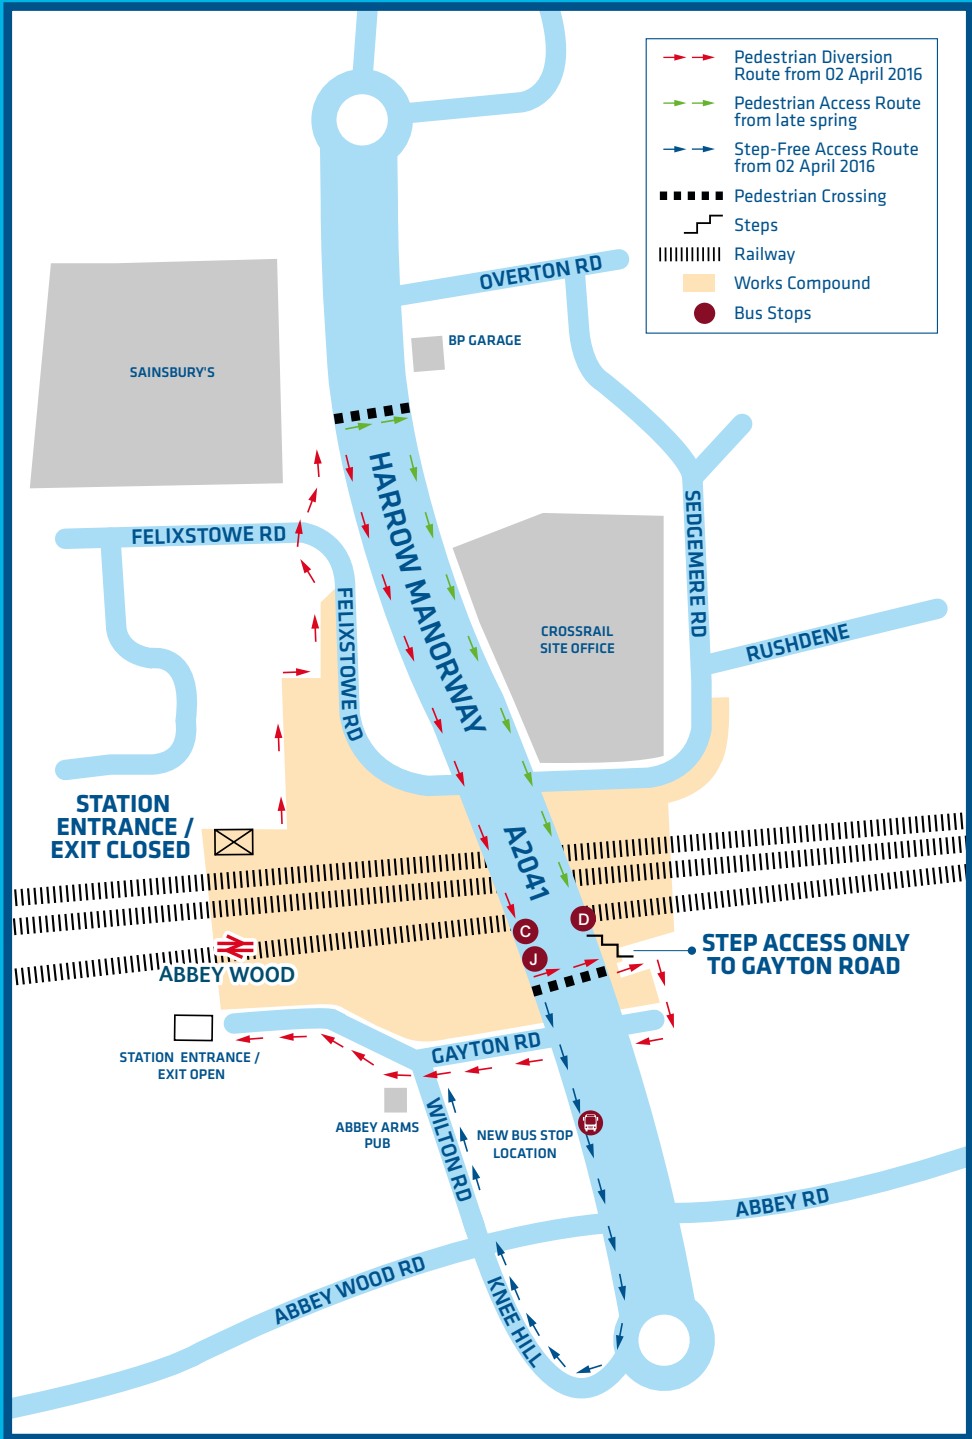 Pedestrian Diversion
Route from 02 April 2016
Pedestrian Access Route
from late spring
Step-Free Access Route
from 02 April 2016
Pedestrian Crossing
Steps
Railway
Works Compound
Bus Stops
OVERTON RD
BP GARAGE
SAINSBURY'S
HARROW MANORWAY
FELIXSTOWE RD
FELIXSTOWE RD
SEDGEMERE RD
CROSSRAIL
SITE OFFICE
RUSHDENE
STATION
ENTRANCE /
EXIT CLOSED
A2041
C
D
J
ABBEY WOOD
STEP ACCESS ONLY
TO GAYTON ROAD
STATION ENTRANCE /
EXIT OPEN
GAYTON RD
ABBEY ARMS
PUB
WILTON RD
NEW BUS STOP
LOCATION
ABBEY RD
ABBEY WOOD RD
KNEE HILL